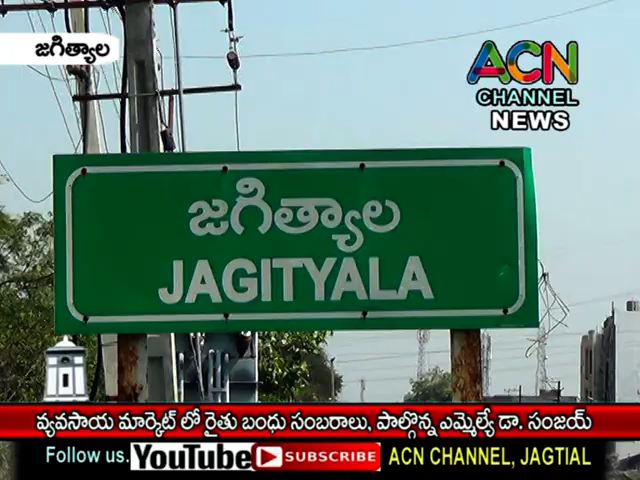 జగిత్యాల
ACN
CHANNEL
NEWS
జగిత్యాల
JAGITYALA
వ్యవసాయ మార్కెట్ లో రైతు బంధు సంబరాలు, పాల్గొన్న ఎమ్మెల్యే డా. సంజయ్
Follow us. YouTube SUBSCRIBE ACN CHANNEL, JAGTIAL